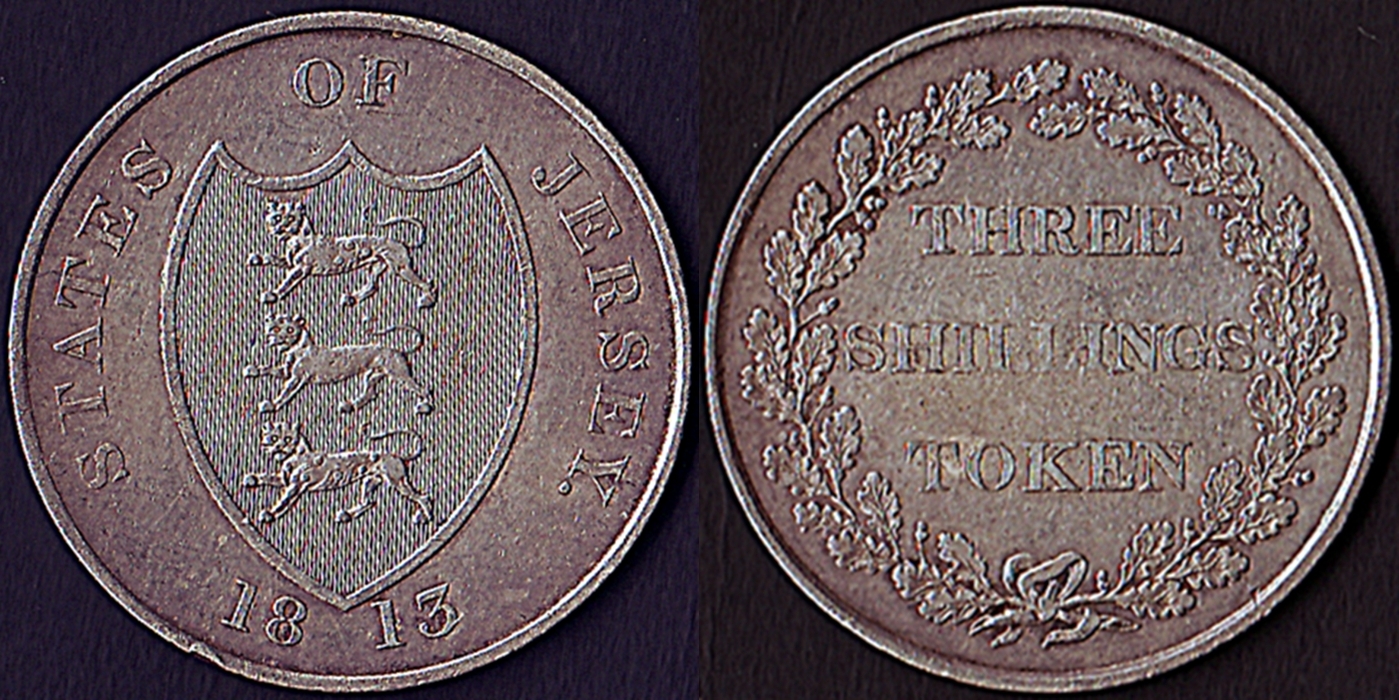 STATES OF JERSEY.
1813
THREE
SHILLINGS
TOKEN